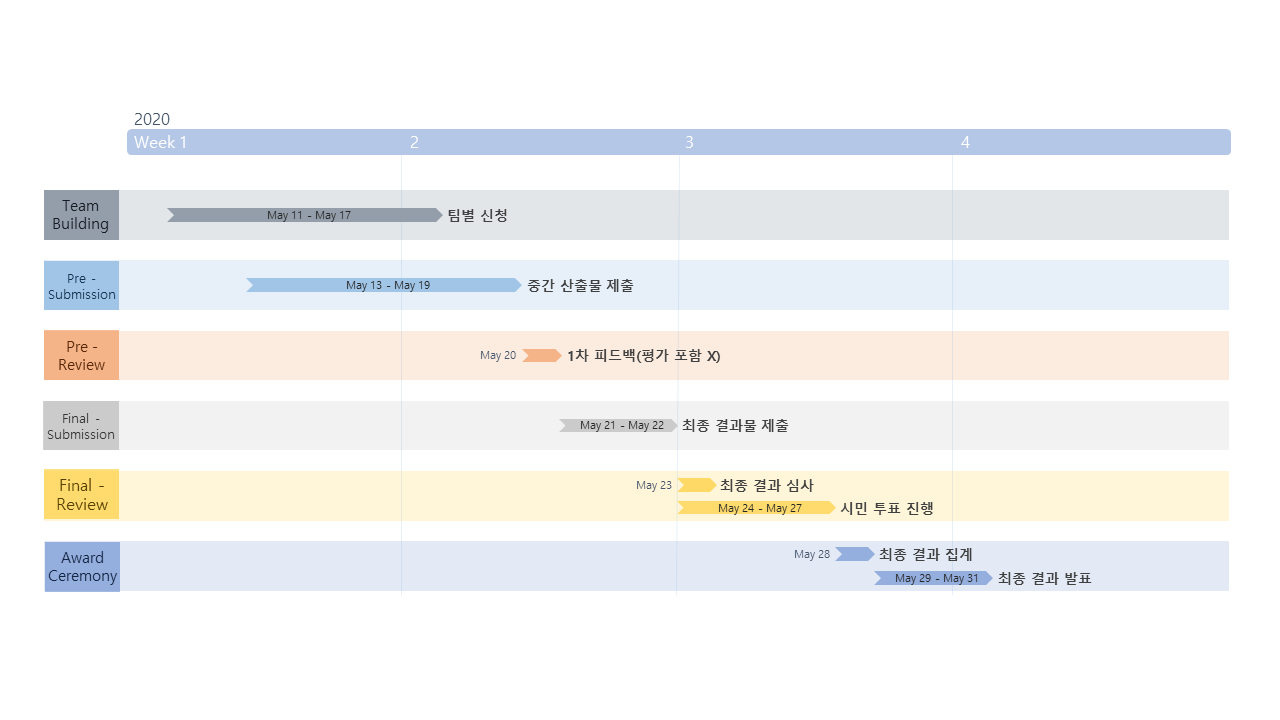 2020
Week 1 2 3 4
Team
Building
May 11 - May 17 팀별 신청
Pre -
Submission
May 13 - May 19 중간 산출물 제출
Pre -
Review
May 20 1차 피드백(평가 포함 X)
Final -
Submission
May 21 - May 22 최종 결과물 제출
Final -
Review
May 23 최종 결과 심사
May 24 - May 27 시민 투표 진행
Award
Ceremony
May 28 최종 결과 집계
May 29 - May 31 최종 결과 발표